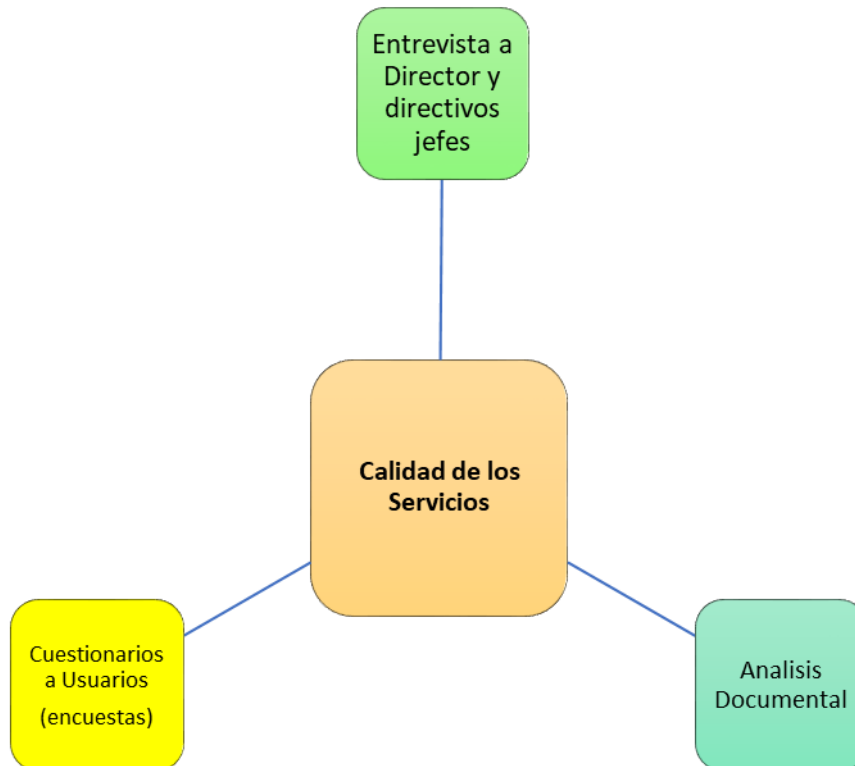 Entrevista a
Director y
directivos
jefes
Calidad de los
Servicios
Cuestionarios
a Usuarios
(encuestas)
Analisis
Documental